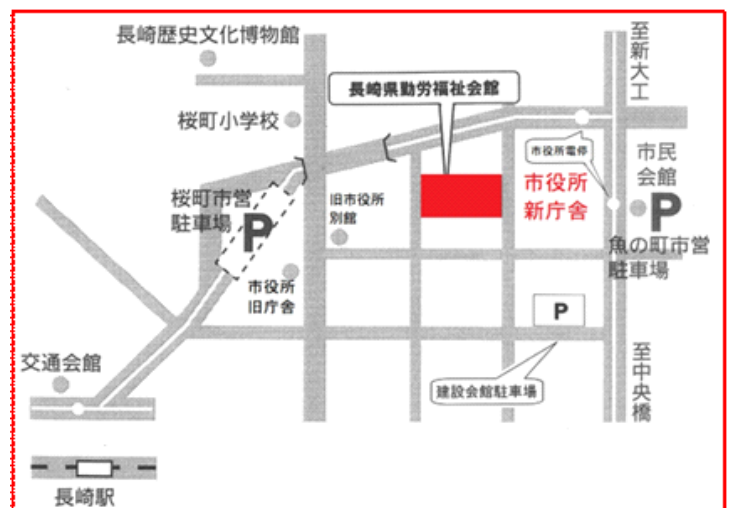 長崎歴史文化博物館
至新大工
長崎県勤労福祉会館
桜町小学校
市役所電停
市民
会館
P
桜町市営
駐車場
P
旧市役所
別館
市役所
新庁舎
魚の町市営
駐車場
市役所
旧庁舎
P
交通会館
至中央橋
建設会館駐車場
長崎駅